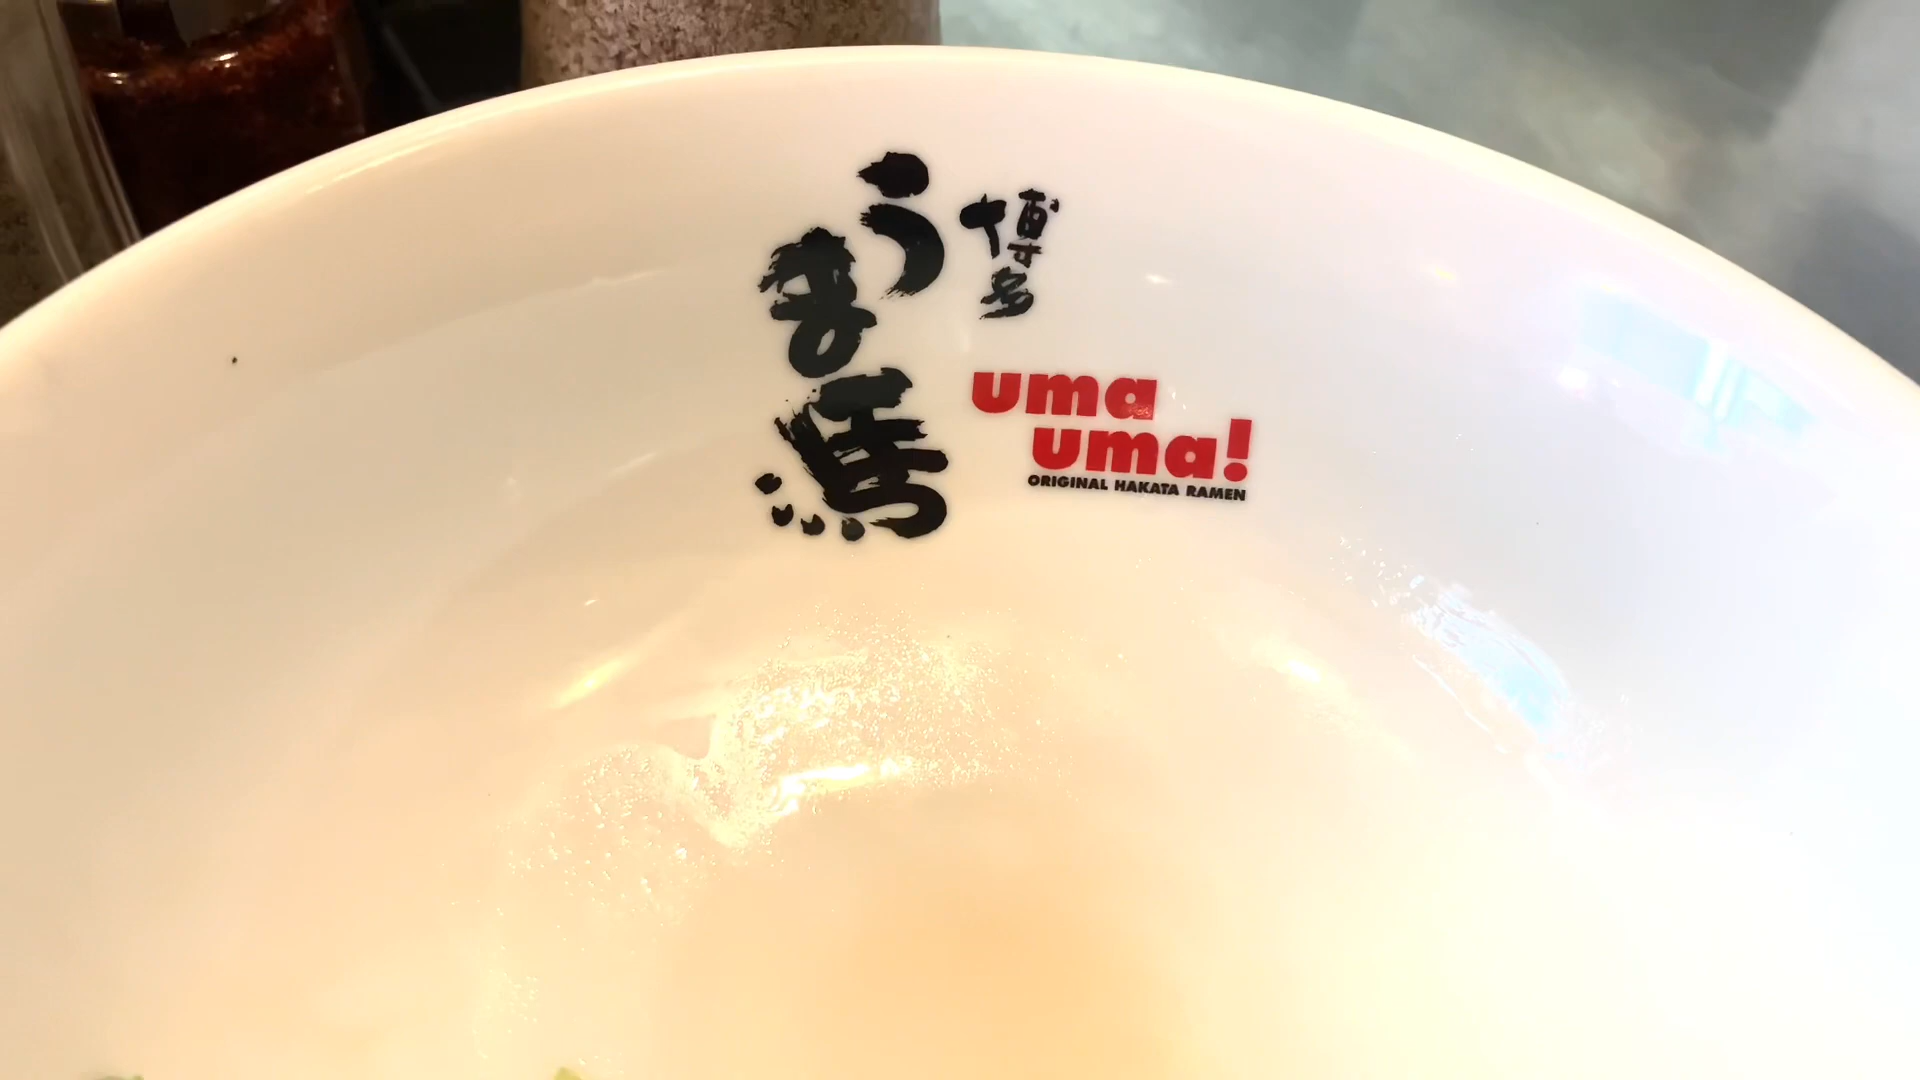 博多
うま馬
uma
uma!
ORIGINAL HAKATA RAMEN